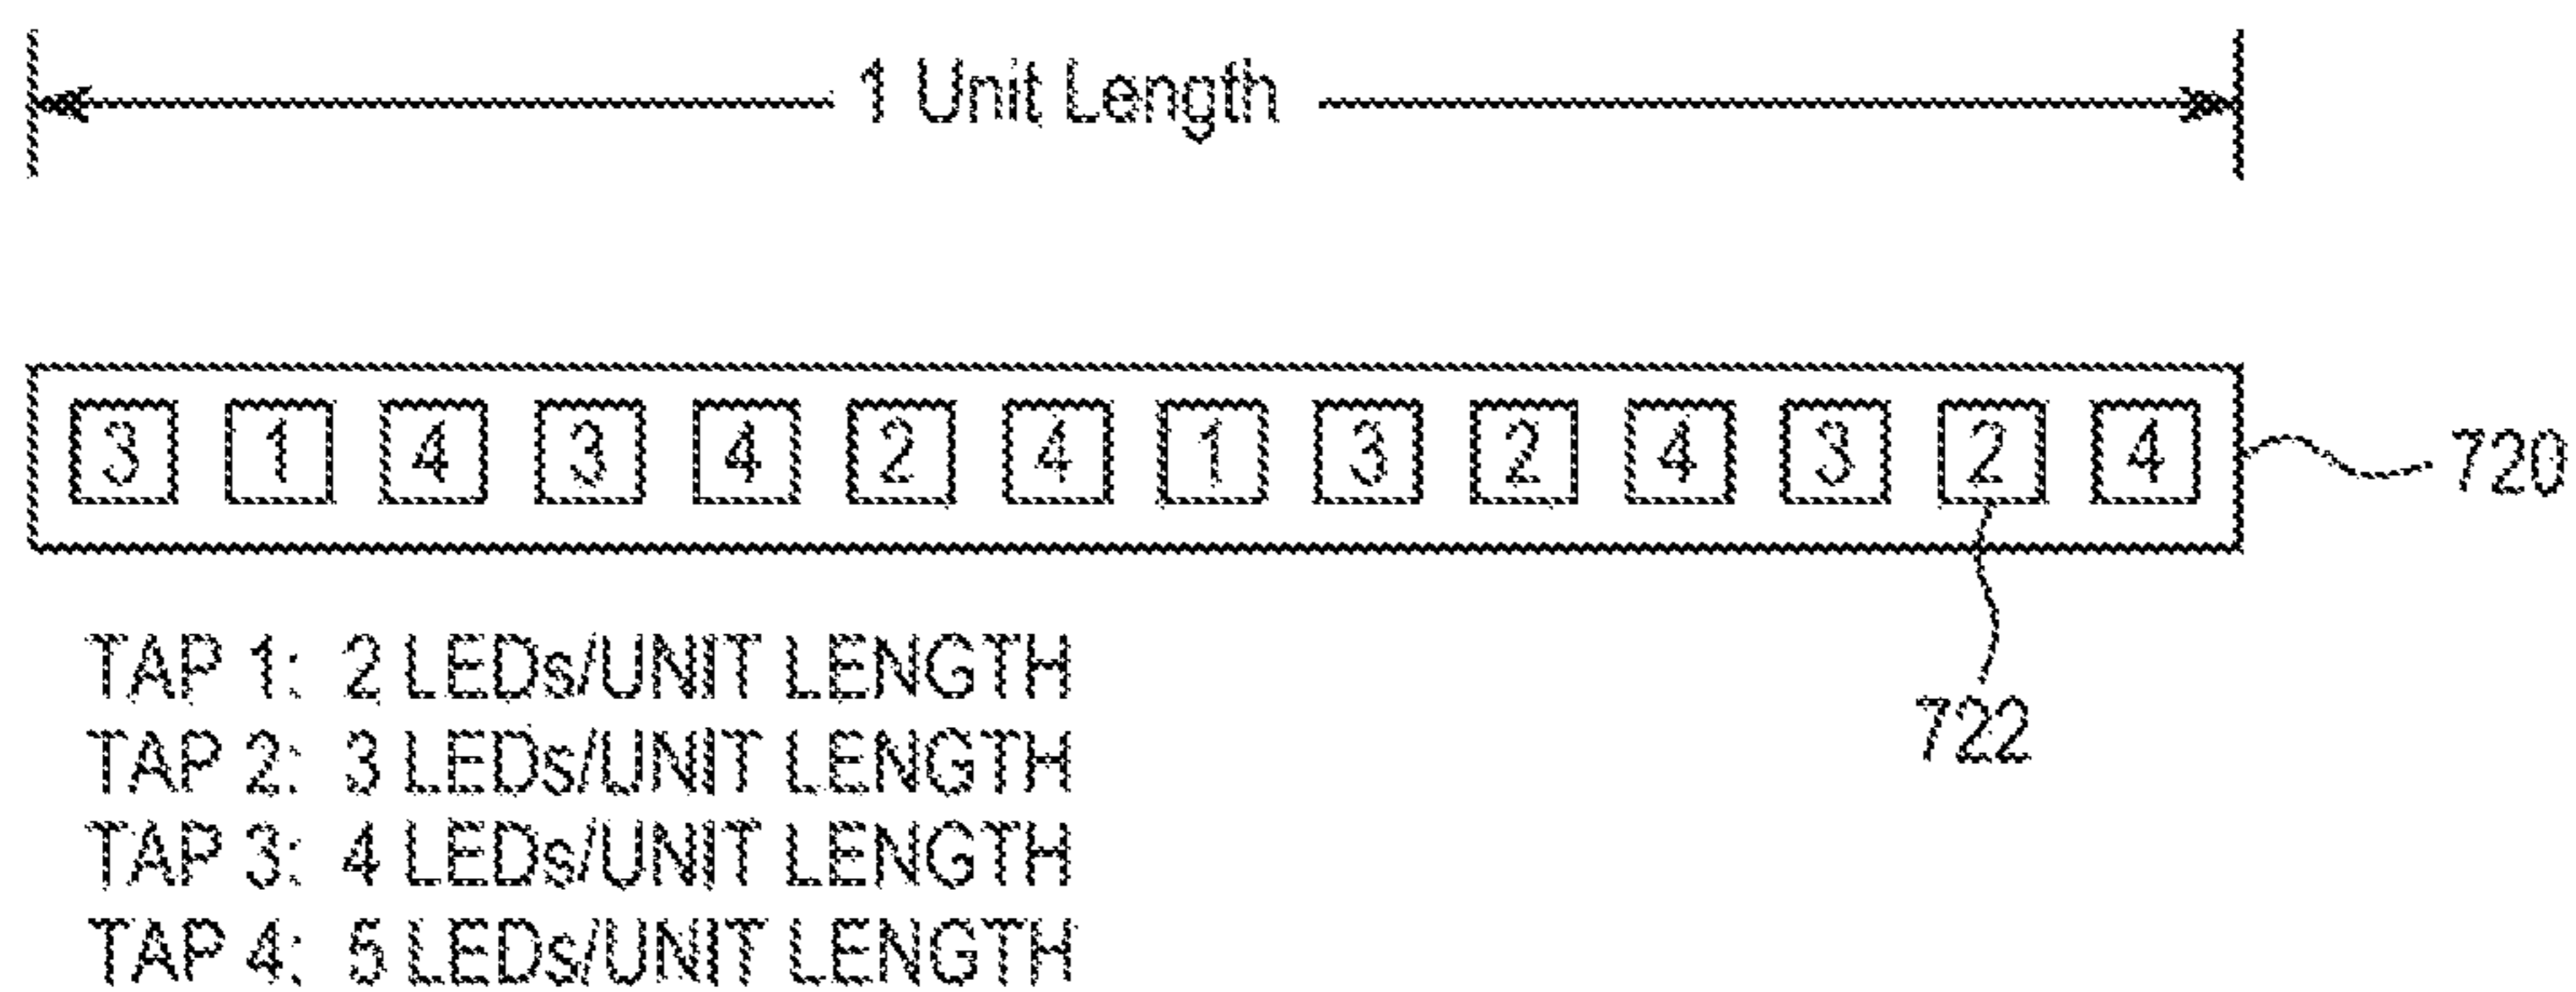 1 Unit Length
3 1 4 3 4 2 4 1 3 2 4 3 2 4
720
722
TAP 1: 2 LEDs/UNIT LENGTH
TAP 2: 3 LEDs/UNIT LENGTH
TAP 3: 4 LEDs/UNIT LENGTH
TAP 4: 5 LEDs/UNIT LENGTH